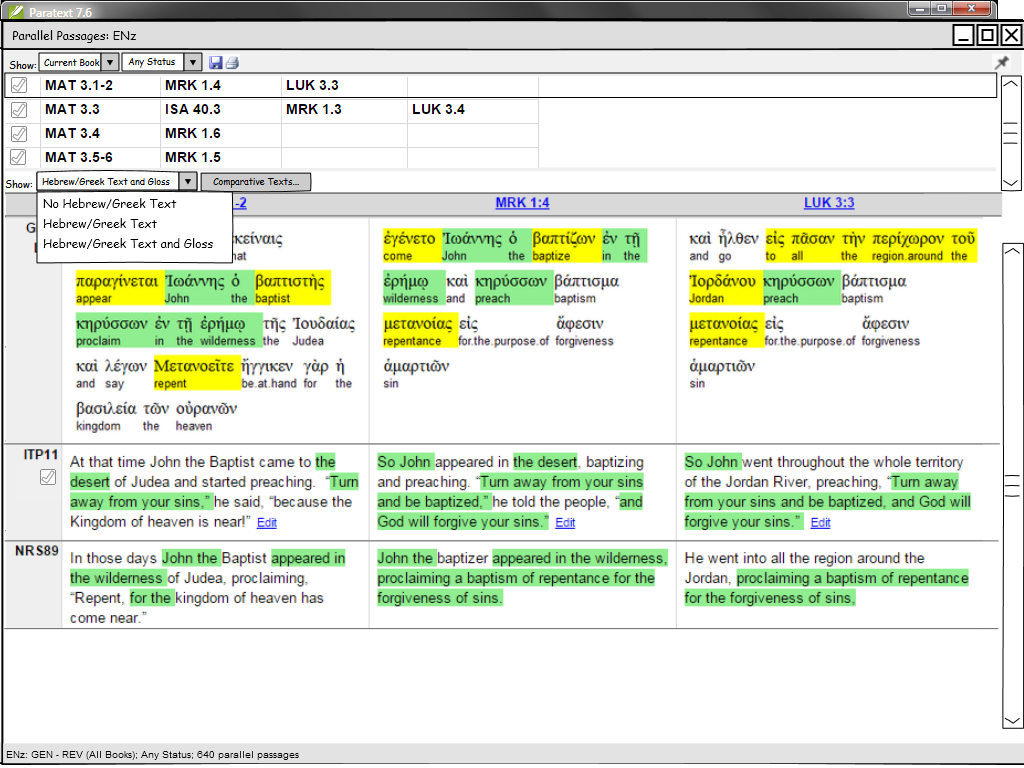 Paratext 7.6
Parallel Passages: ENz
Show: Current Book Any Status
MAT 3.1-2 MRK 1.4 LUK 3.3
MAT 3.3 ISA 40.3 MRK 1.3 LUK 3.4
MAT 3.4 MRK 1.6
MAT 3.5-6 MRK 1.5
Show: Hebrew/Greek Text and Gloss Comparative Texts...
No Hebrew/Greek Text
Hebrew/Greek Text
Hebrew/Greek Text and Gloss
-2 MRK 1:4 LUK 3:3
G
κείναις
hat
παραγίνεται Ἰωάννης ὁ βαπτιστὴς
appear John the baptist
κηρύσσων ἐν τῇ ἐρήμῳ τῆς Ἰουδαίας
proclaim in the wilderness the Judea
καὶ λέγων Μετανοεῖτε ἤγγικεν γὰρ ἡ
and say repent be.at.hand for the
βασιλεία τῶν οὐρανῶν
kingdom the heaven
ἐγένετο Ἰωάννης ὁ βαπτίζων ἐν τῇ
come John the baptize in the
ἐρήμῳ καὶ κηρύσσων βάπτισμα
wilderness and preach baptism
μετανοίας εἰς ἄφεσιν
repentance for.the.purpose.of forgiveness
ἁμαρτιῶν
sin
καὶ ἦλθεν εἰς πᾶσαν τὴν περίχωρον τοῦ
and go to all the region.around the
Ἰορδάνου κηρύσσων βάπτισμα
Jordan preach baptism
μετανοίας εἰς ἄφεσιν
repentance for.the.purpose.of forgiveness
ἁμαρτιῶν
sin
ITP11
At that time John the Baptist came to the
desert of Judea and started preaching. “Turn
away from your sins,” he said, “because the
Kingdom of heaven is near!” Edit
So John appeared in the desert, baptizing
and preaching. “Turn away from your sins
and be baptized,” he told the people, “and
God will forgive your sins.” Edit
So John went throughout the whole territory
of the Jordan River, preaching, “Turn away
from your sins and be baptized, and God will
forgive your sins.” Edit
NRS89
In those days John the Baptist appeared in
the wilderness of Judea, proclaiming,
“Repent, for the kingdom of heaven has
come near.”
John the baptizer appeared in the wilderness,
proclaiming a baptism of repentance for the
forgiveness of sins.
He went into all the region around the
Jordan, proclaiming a baptism of repentance
for the forgiveness of sins,
ENz: GEN - REV (All Books); Any Status; 640 parallel passages